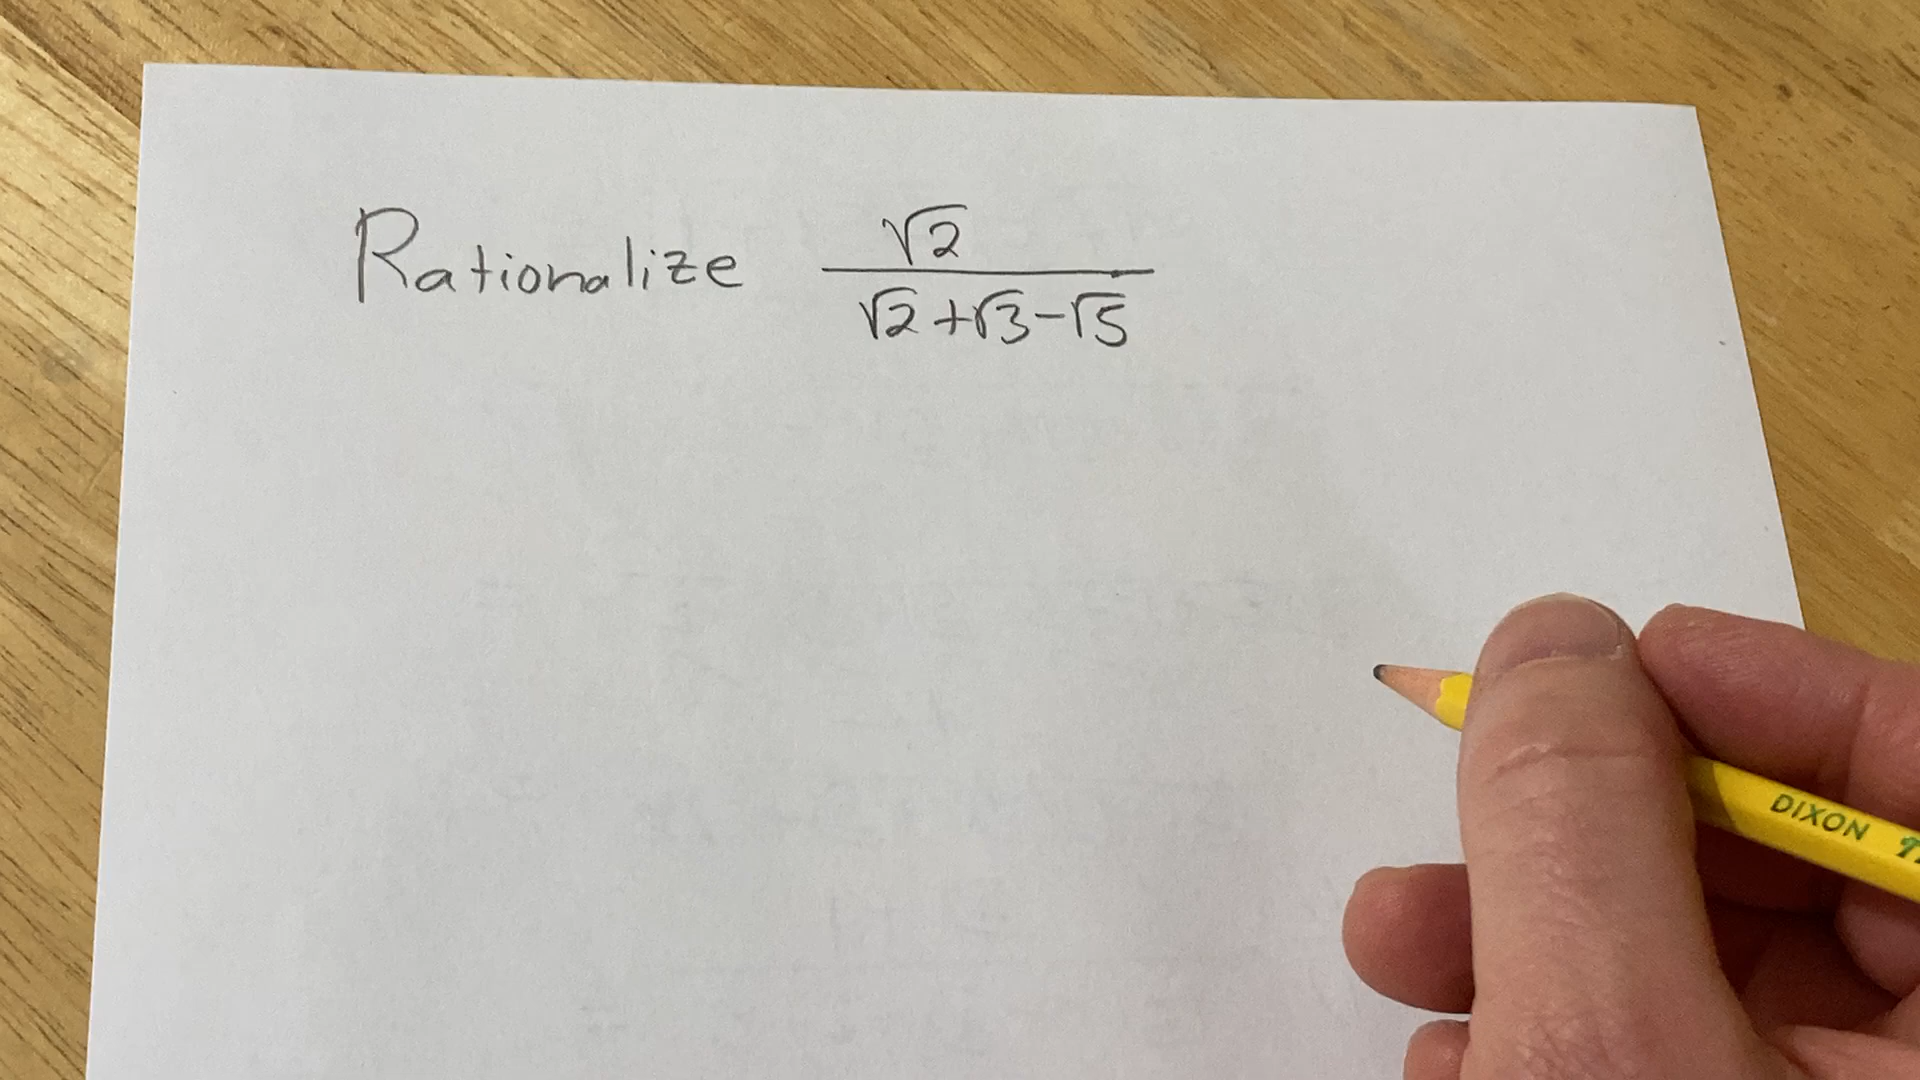 Rationalize √2 / √2+√3-√5
DIXON